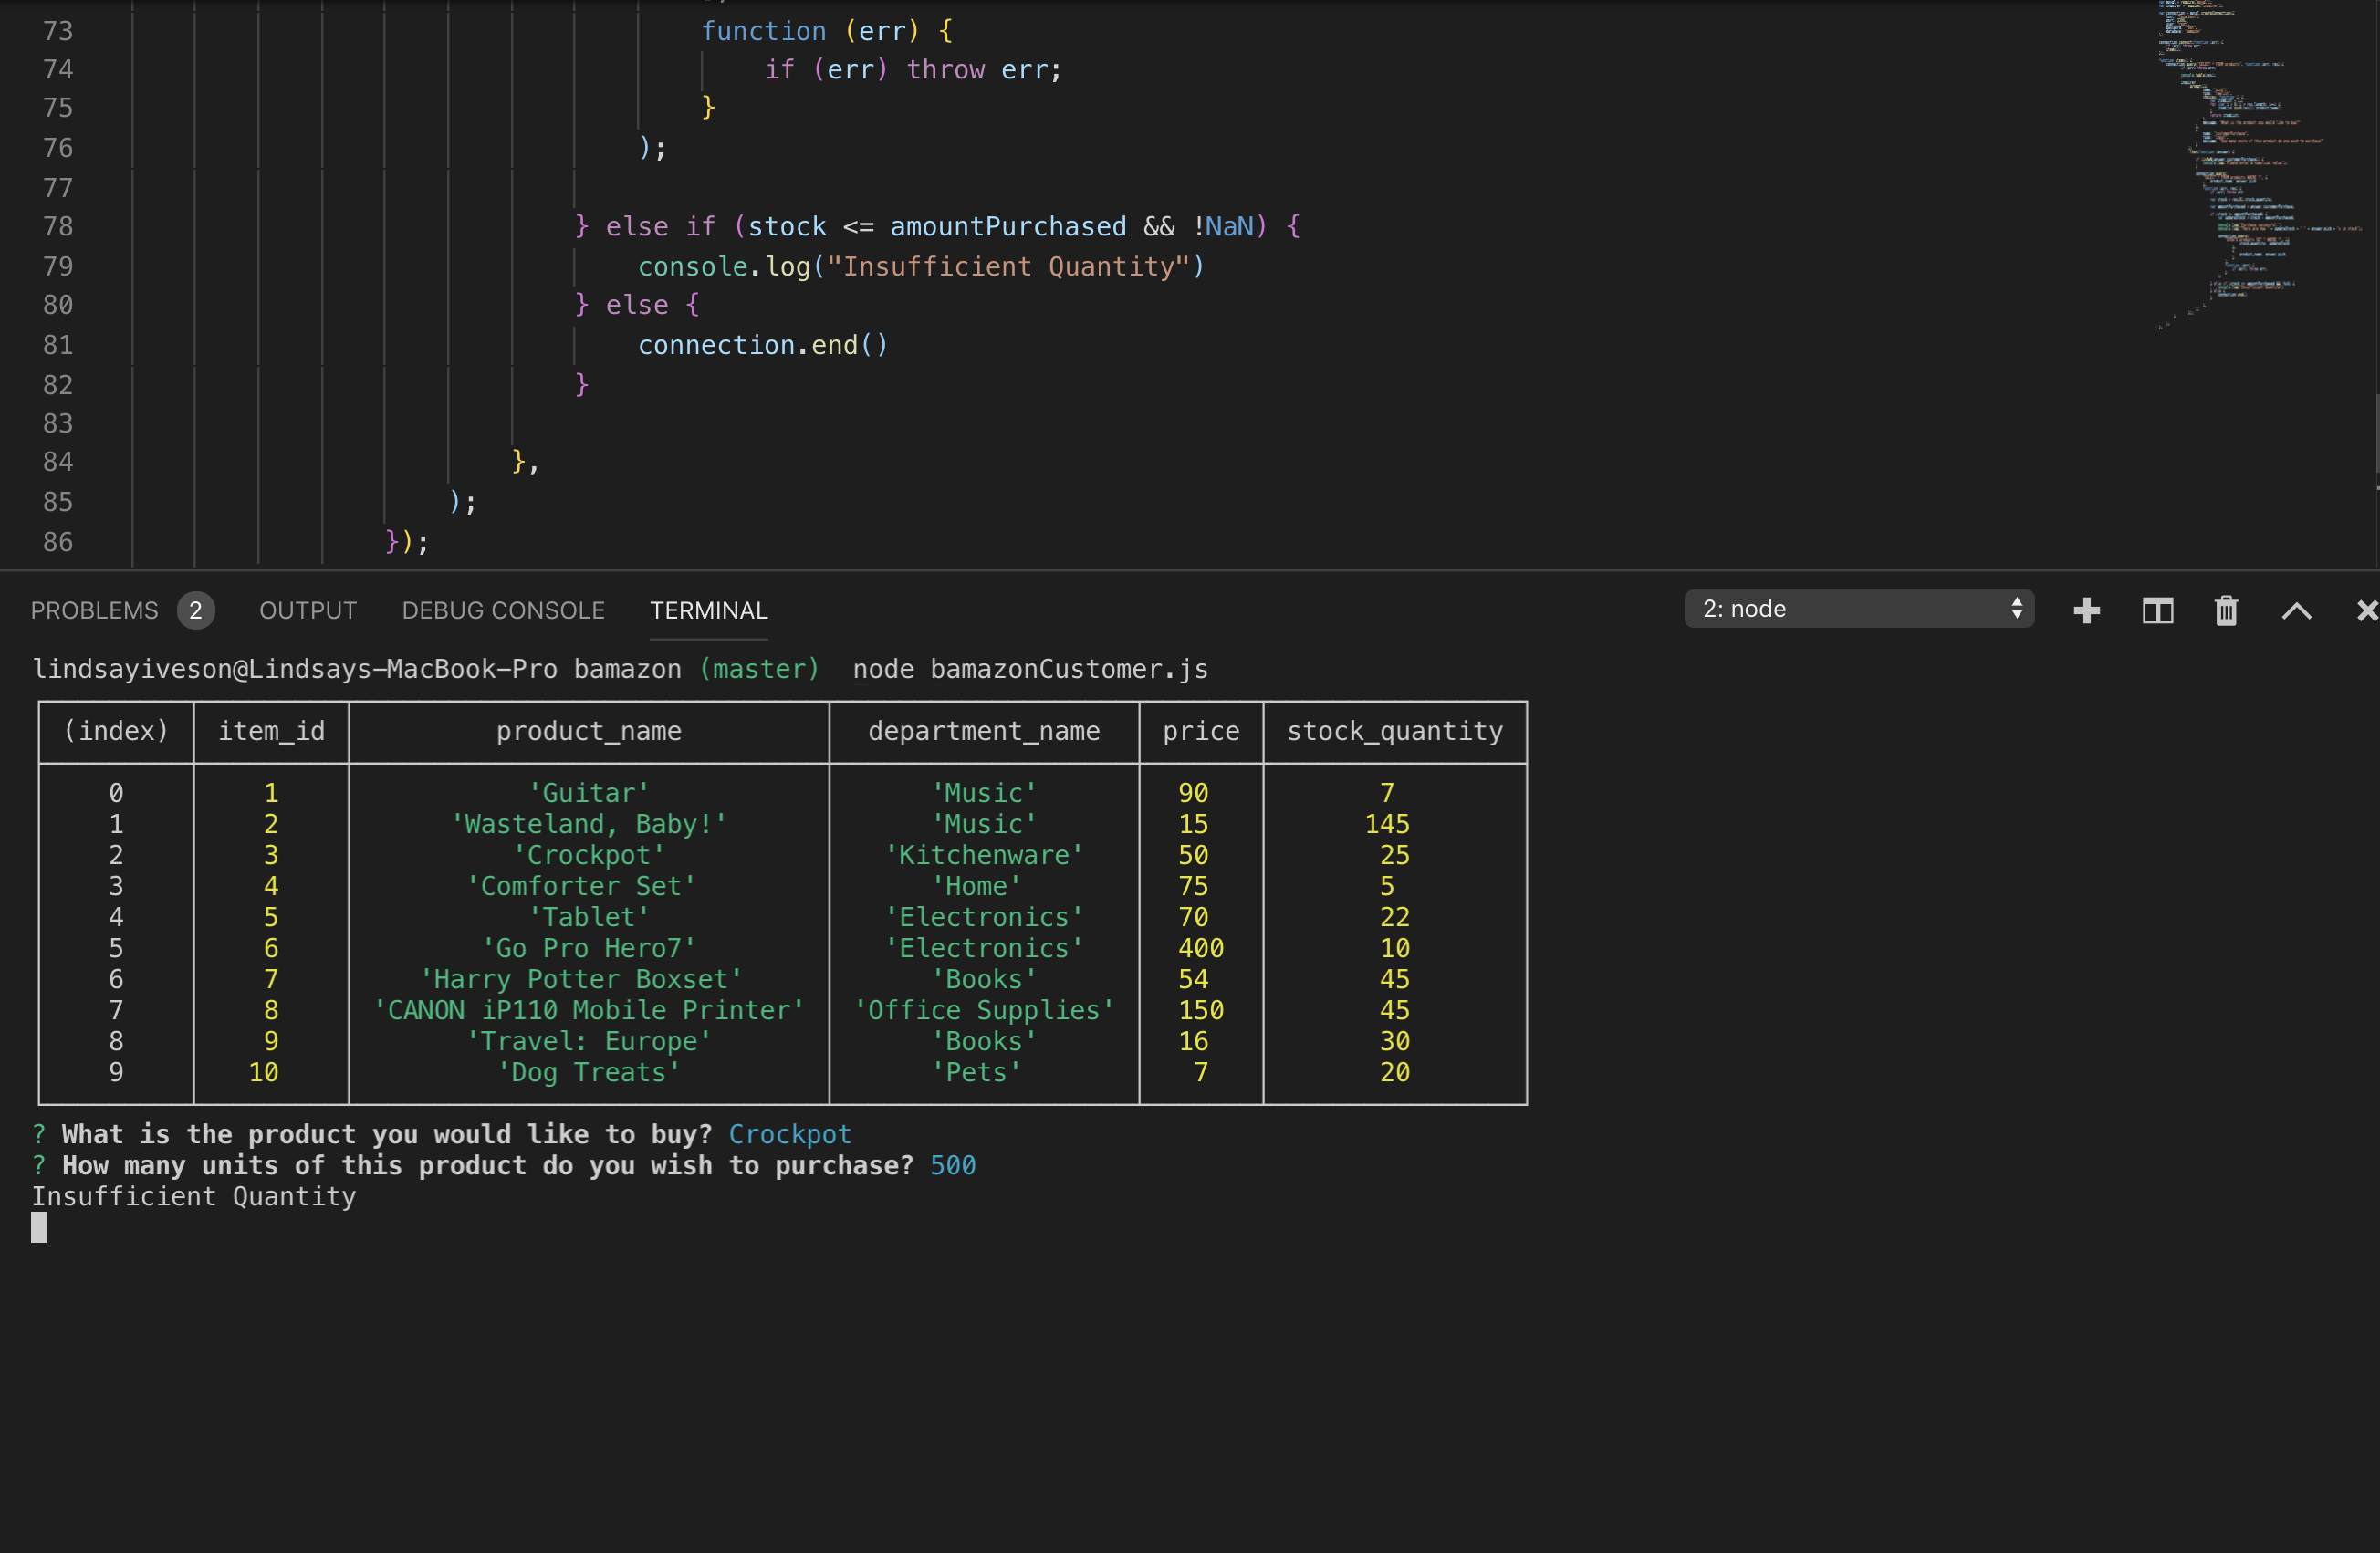 73 function (err) {
74 if (err) throw err;
75 }
76 );
77
78 } else if (stock <= amountPurchased && !NaN) {
79 console.log("Insufficient Quantity")
80 } else {
81 connection.end()
82 }
83
84 },
85 );
86 });
PROBLEMS 2 OUTPUT DEBUG CONSOLE TERMINAL 2: node
lindsayiveson@Lindsays-MacBook-Pro bamazon (master) node bamazonCustomer.js
(index) item_id product_name department_name price stock_quantity
0 1 'Guitar' 'Music' 90 7
1 2 'Wasteland, Baby!' 'Music' 15 145
2 3 'Crockpot' 'Kitchenware' 50 25
3 4 'Comforter Set' 'Home' 75 5
4 5 'Tablet' 'Electronics' 70 22
5 6 'Go Pro Hero7' 'Electronics' 400 10
6 7 'Harry Potter Boxset' 'Books' 54 45
7 8 'CANON iP110 Mobile Printer' 'Office Supplies' 150 45
8 9 'Travel: Europe' 'Books' 16 30
9 10 'Dog Treats' 'Pets' 7 20
? What is the product you would like to buy? Crockpot
? How many units of this product do you wish to purchase? 500
Insufficient Quantity